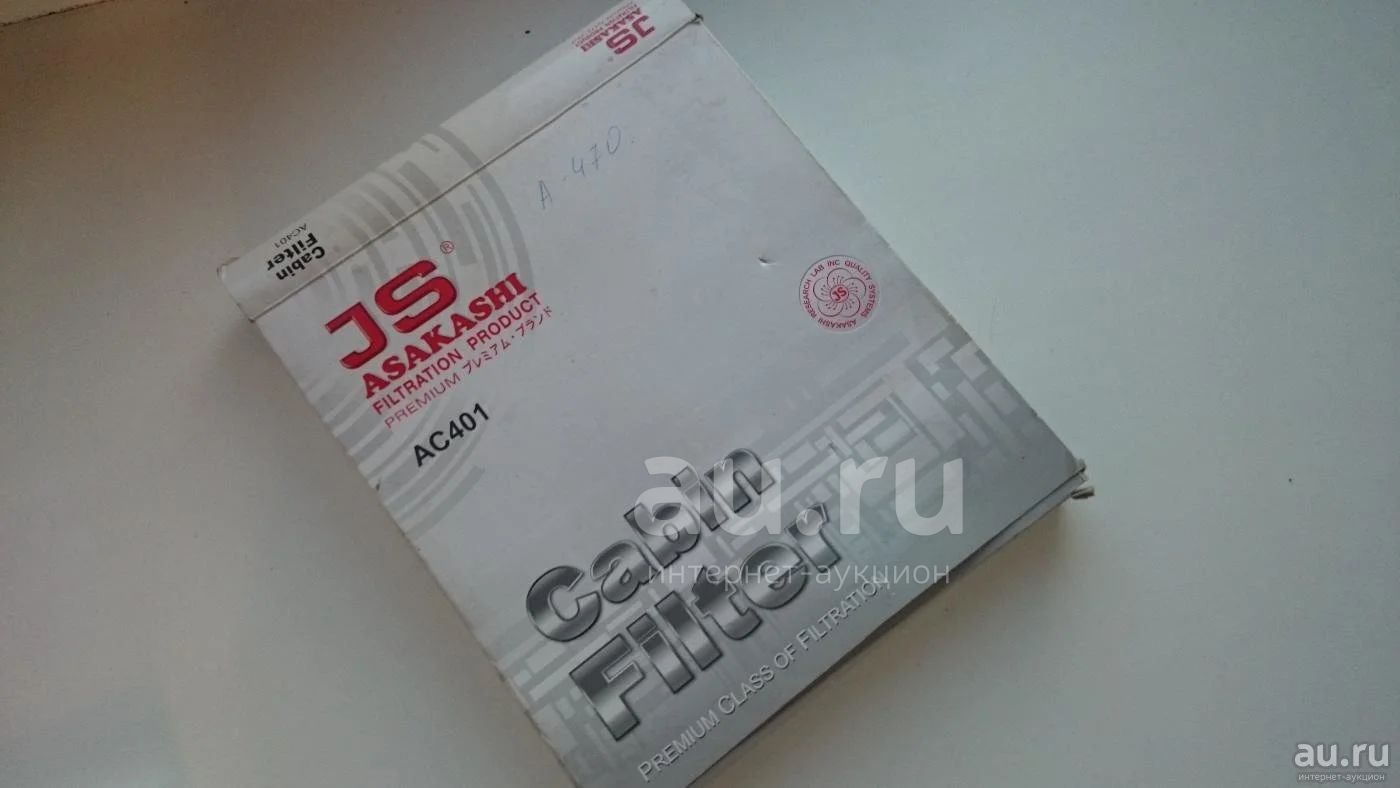 JS
ASAKASHI
Cabin
Filter
AC401
A-470.
JS®
ASAKASHI
FILTRATION PRODUCT
PREMIUM プレミアム・ブランド
AC401
ASAKASHI RESEARCH LAB INC QUALITY SYSTEMS
JS
Cabin
Filter
PREMIUM CLASS OF FILTRATION
au.ru
интернет-аукцион
au.ru
интернет-аукцион